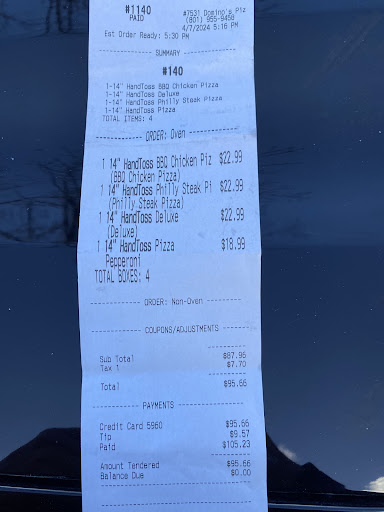 #1140
PAID
#7531 Domino's Piz
(801) 955-9450
4/7/2024 5:16 PM
Est Order Ready: 5:30 PM
SUMMARY
#140
1-14" HandToss BBQ Chicken Pizza
1-14" HandToss Deluxe
1-14" HandToss Philly Steak Pizza
1-14" HandToss Pizza
TOTAL ITEMS: 4
ORDER: Oven
1 14" HandToss BBQ Chicken Piz $22.99
(BBQ Chicken Pizza)
1 14" HandToss Philly Steak Pi $22.99
(Philly Steak Pizza)
1 14" HandToss Deluxe $22.99
(Deluxe)
1 14" HandToss Pizza $18.99
Pepperoni
TOTAL BOXES: 4
ORDER: Non-Oven
COUPONS/ADJUSTMENTS
Sub Total $87.96
Tax 1 $7.70
Total $95.66
PAYMENTS
Credit Card 5960 $95.66
Tip $9.57
Paid $105.23
Amount Tendered $95.66
Balance Due $0.00